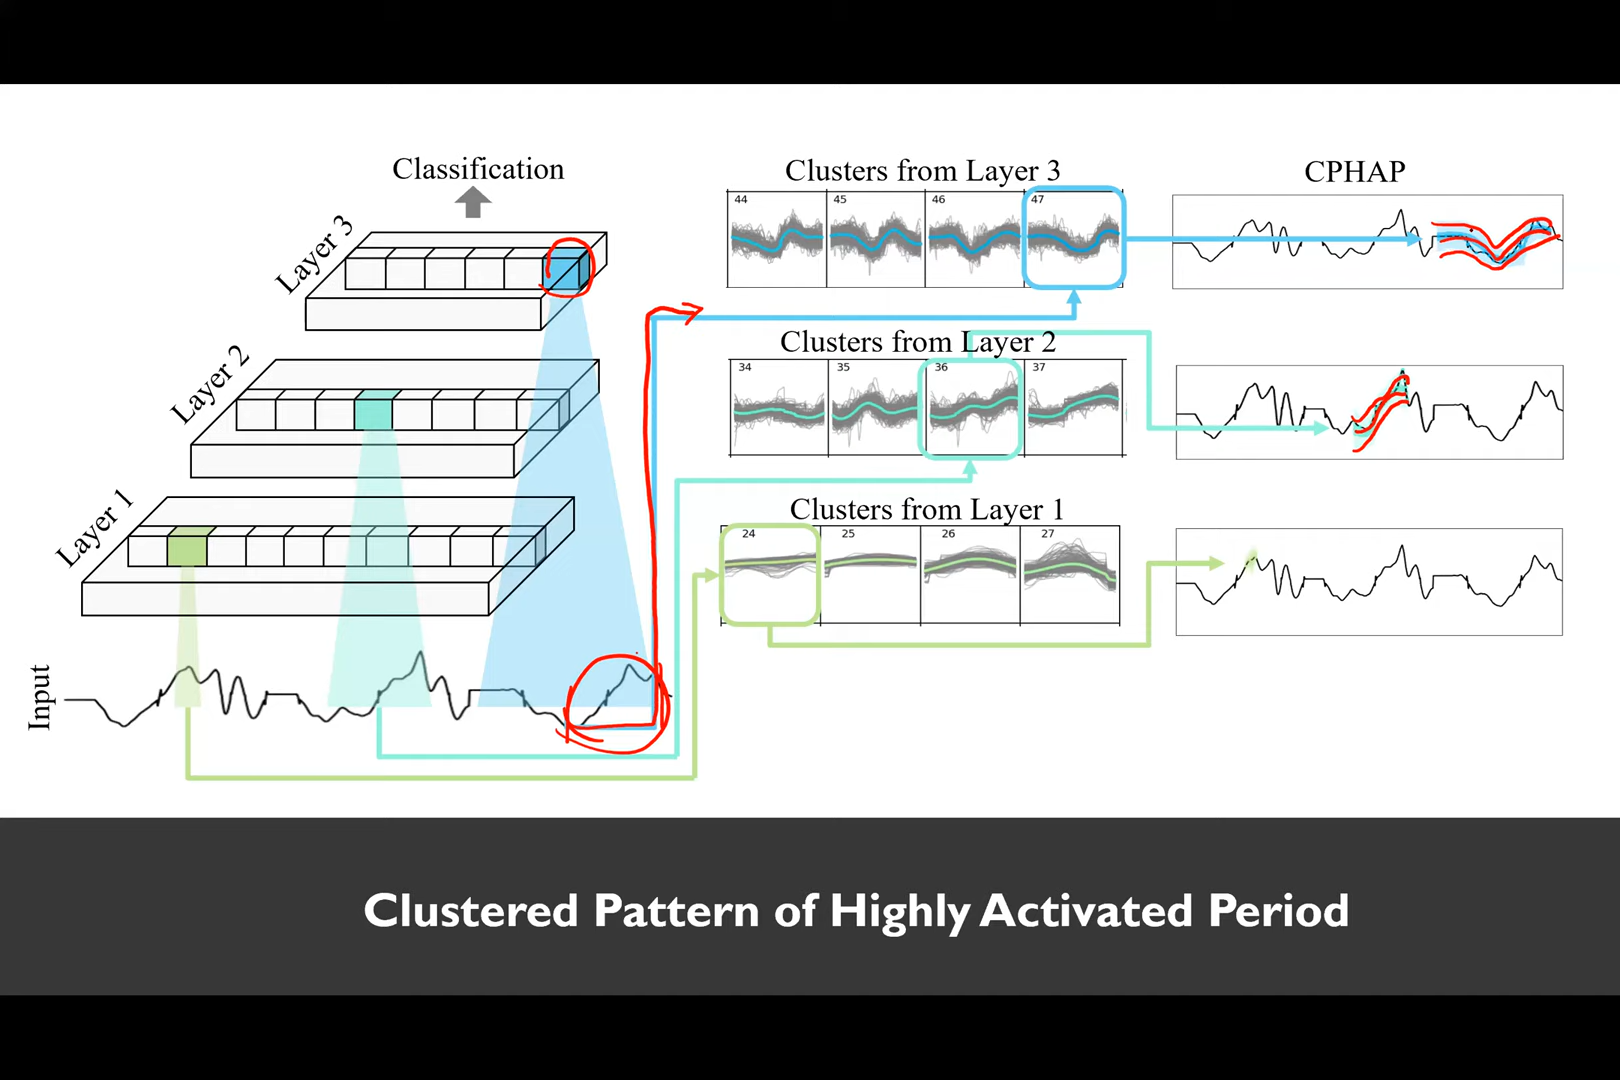 Classification
Layer 3
Layer 2
Layer 1
Input
Clusters from Layer 3
44 45 46 47
Clusters from Layer 2
34 35 36 37
Clusters from Layer 1
24 25 26 27
CPHAP
Clustered Pattern of Highly Activated Period